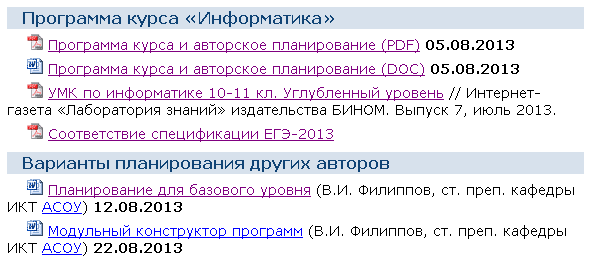 Программа курса «Информатика»
Программа курса и авторское планирование (PDF) 05.08.2013
Программа курса и авторское планирование (DOC) 05.08.2013
УМК по информатике 10-11 кл. Углубленный уровень // Интернет-
газета «Лаборатория знаний» издательства БИНОМ. Выпуск 7, июль 2013.
Соответствие спецификации ЕГЭ-2013
Варианты планирования других авторов
Планирование для базового уровня (В.И. Филиппов, ст. преп. кафедры
ИКТ АСОУ) 12.08.2013
Модульный конструктор программ (В.И. Филиппов, ст. преп. кафедры
ИКТ АСОУ) 22.08.2013